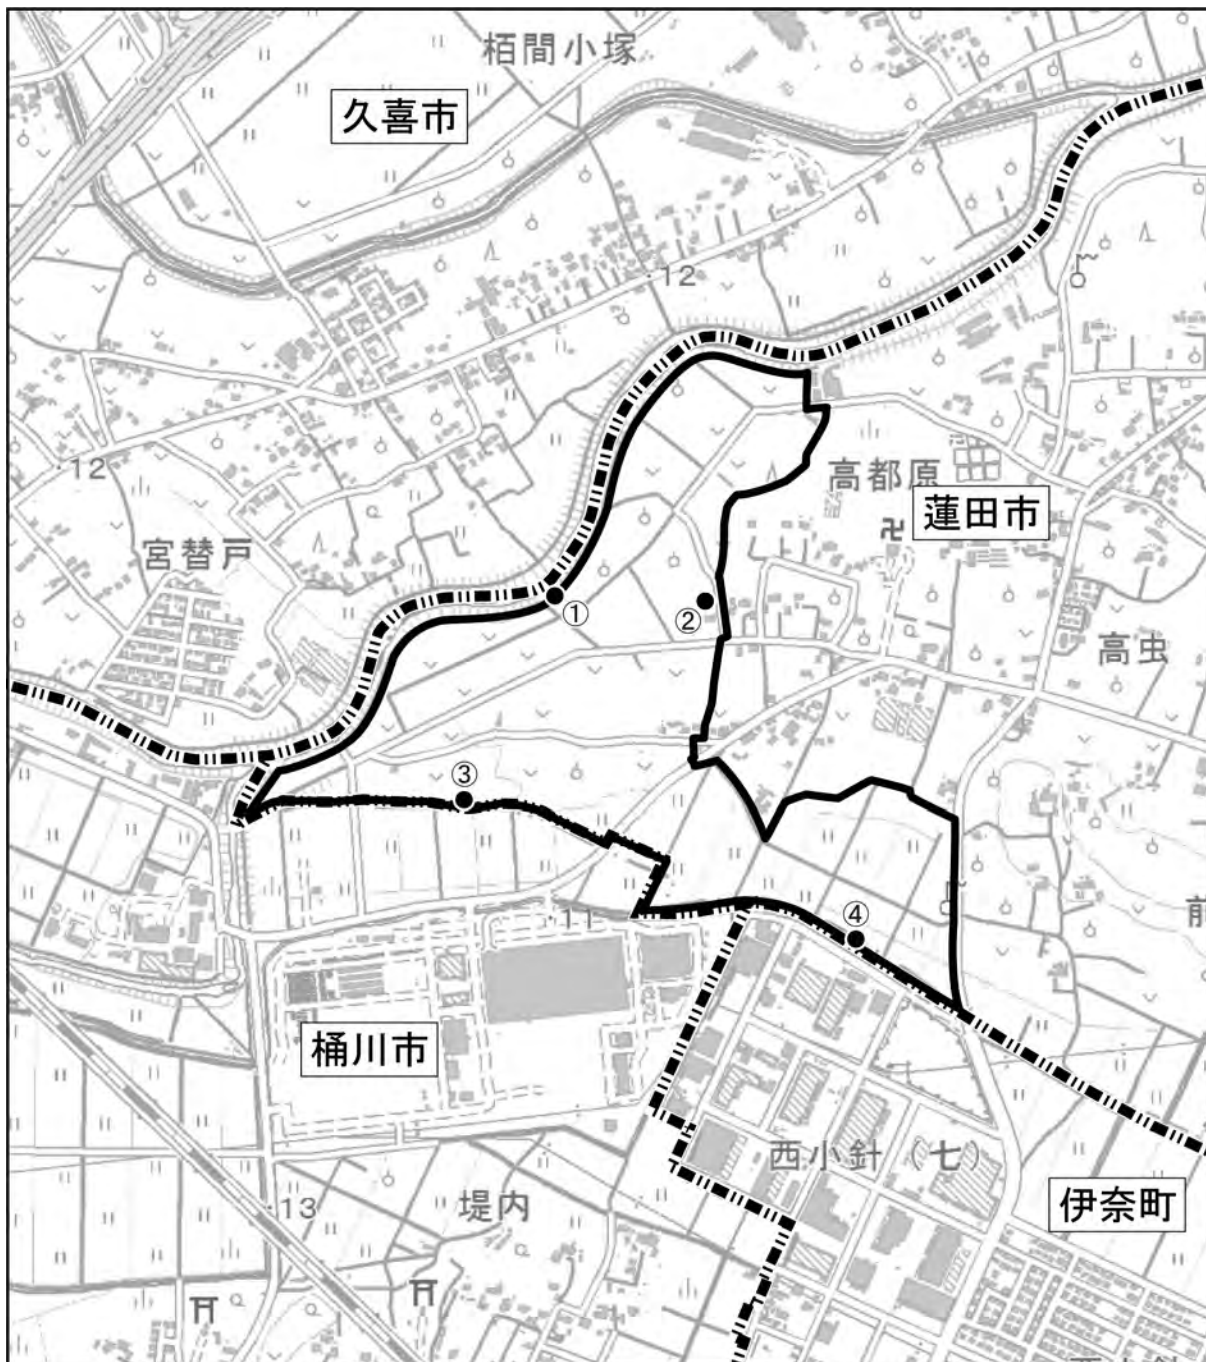 栢間小塚
久喜市
12
12
高都原
蓮田市
宮替戸
①
②
高虫
③
前
④
11
桶川市
西小針（七）
伊奈町
堤内
13